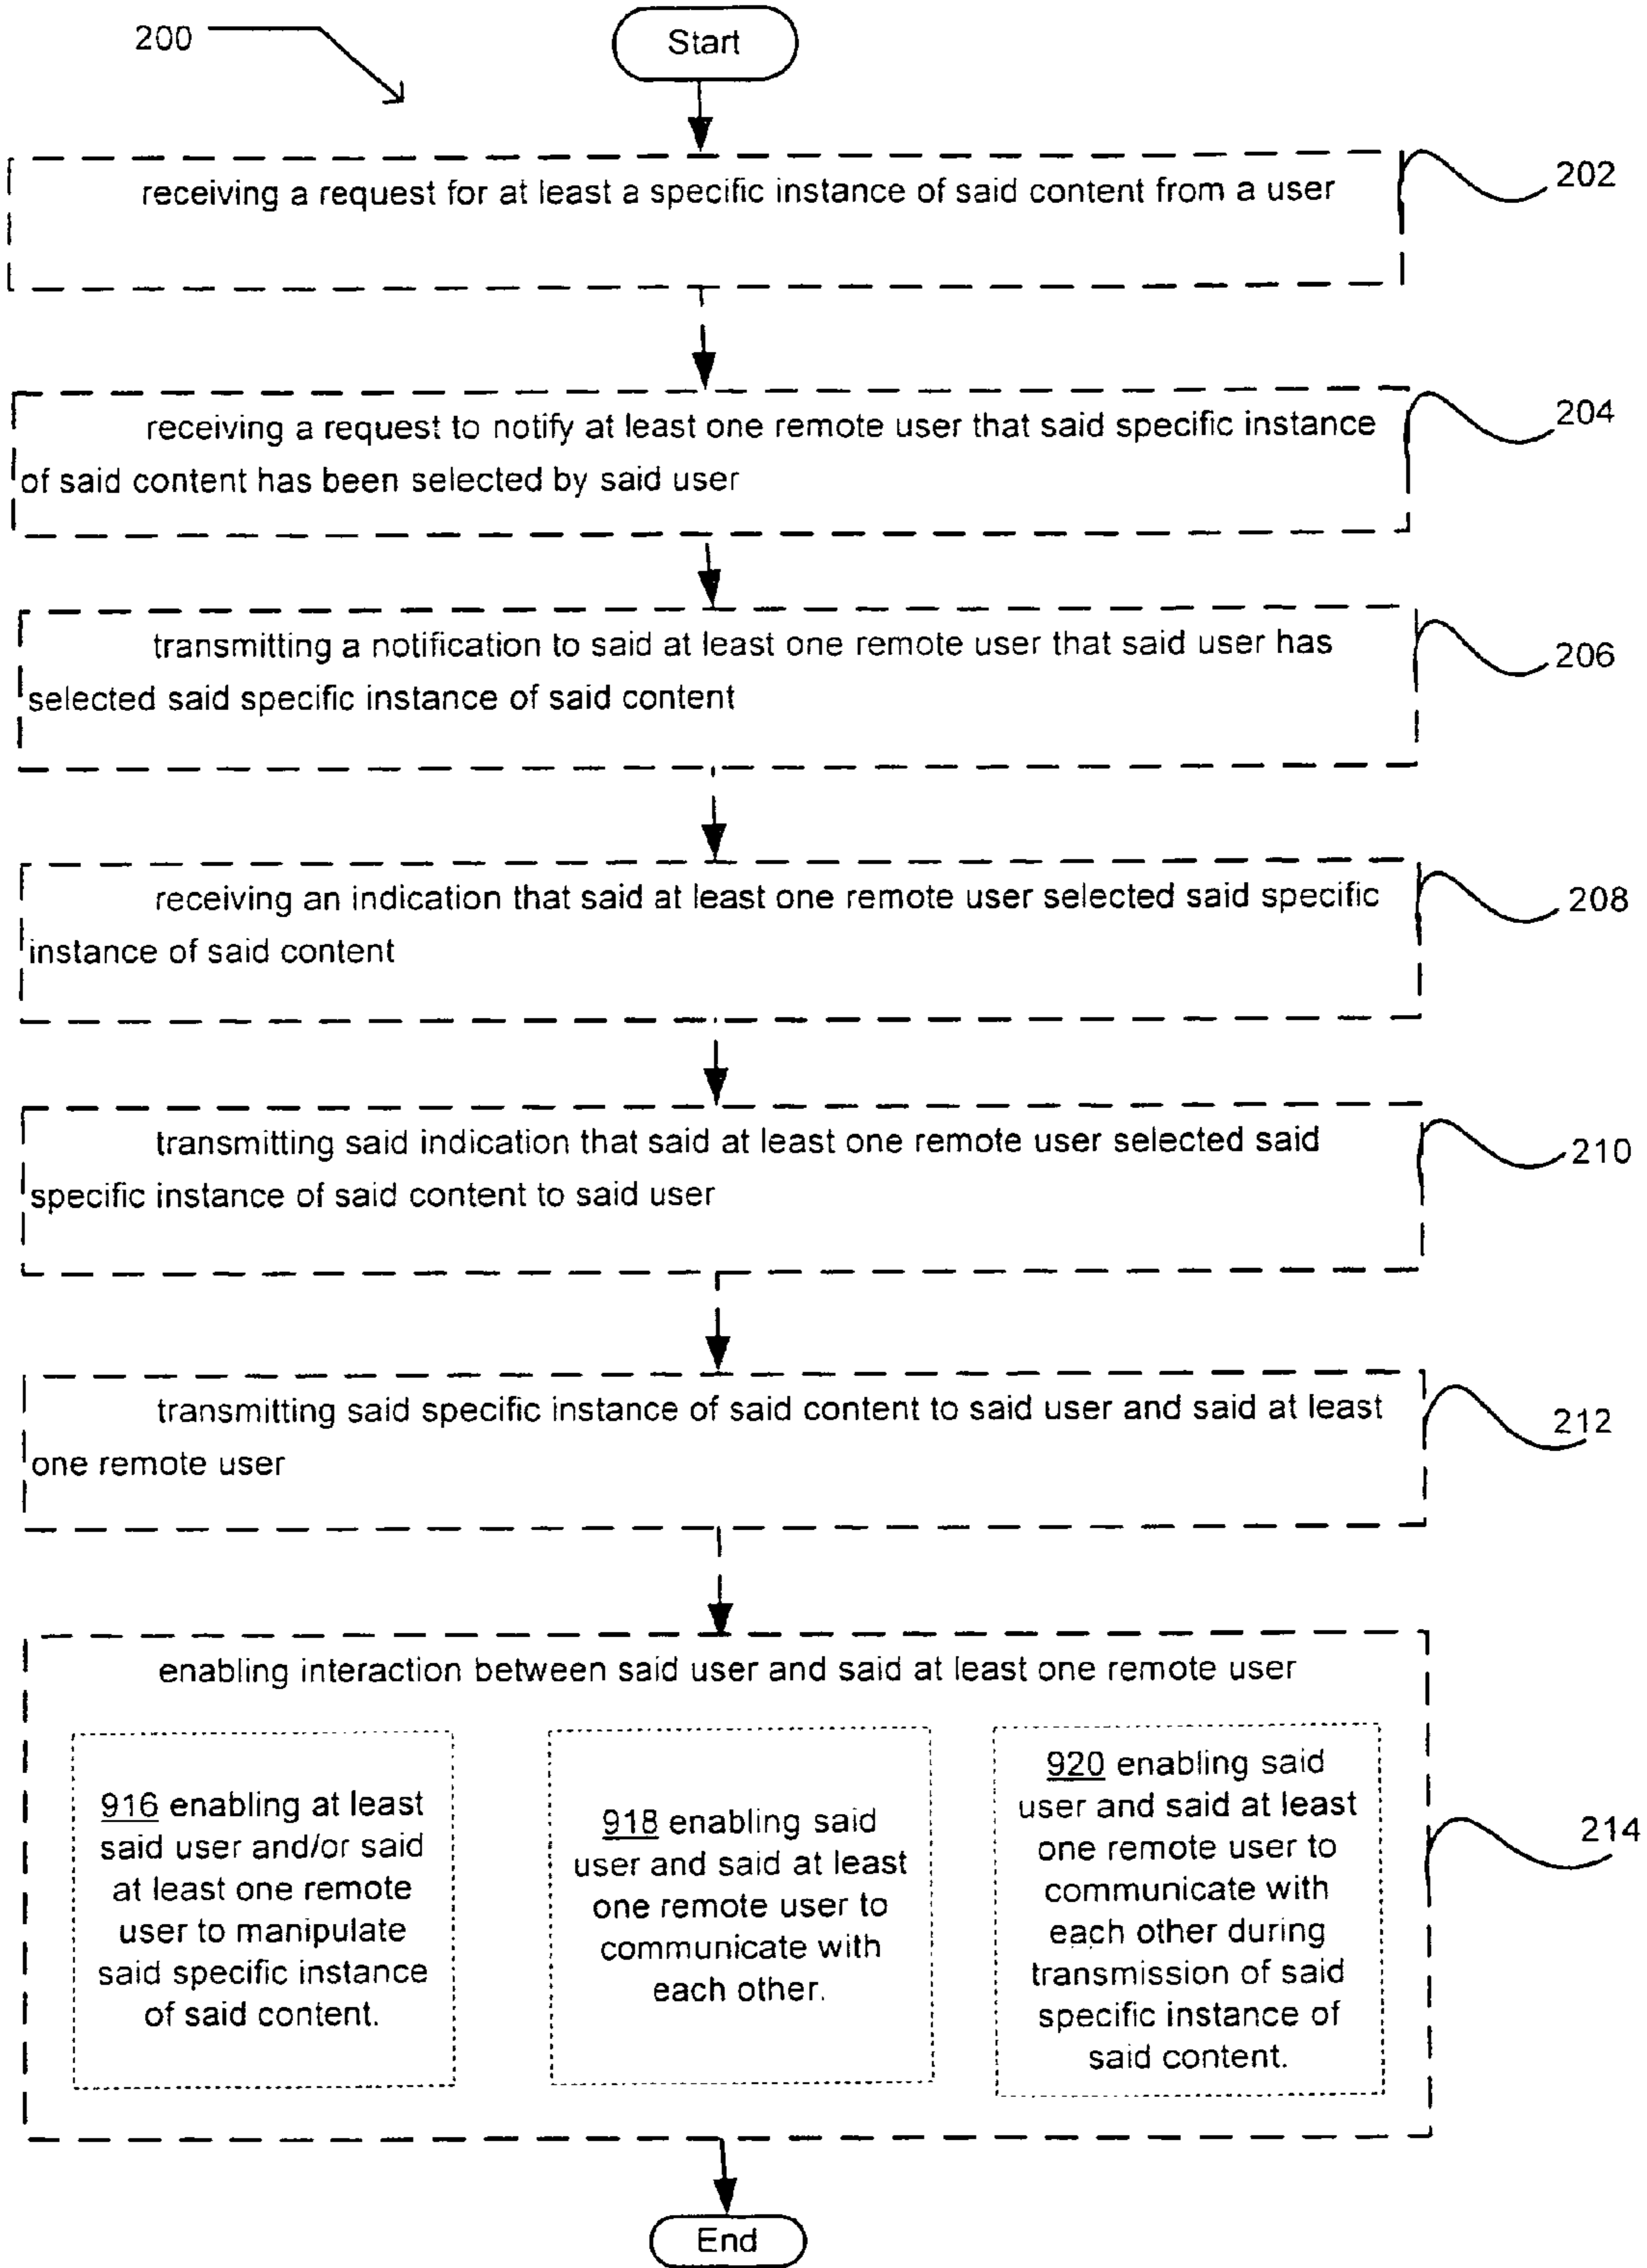 200
Start
receiving a request for at least a specific instance of said content from a user
202
receiving a request to notify at least one remote user that said specific instance
of said content has been selected by said user
204
transmitting a notification to said at least one remote user that said user has
selected said specific instance of said content
206
receiving an indication that said at least one remote user selected said specific
instance of said content
208
transmitting said indication that said at least one remote user selected said
specific instance of said content to said user
210
transmitting said specific instance of said content to said user and said at least
one remote user
212
enabling interaction between said user and said at least one remote user
916 enabling at least
said user and/or said
at least one remote
user to manipulate
said specific instance
of said content.
918 enabling said
user and said at least
one remote user to
communicate with
each other.
920 enabling said
user and said at least
one remote user to
communicate with
each other during
transmission of said
specific instance of
said content.
214
End